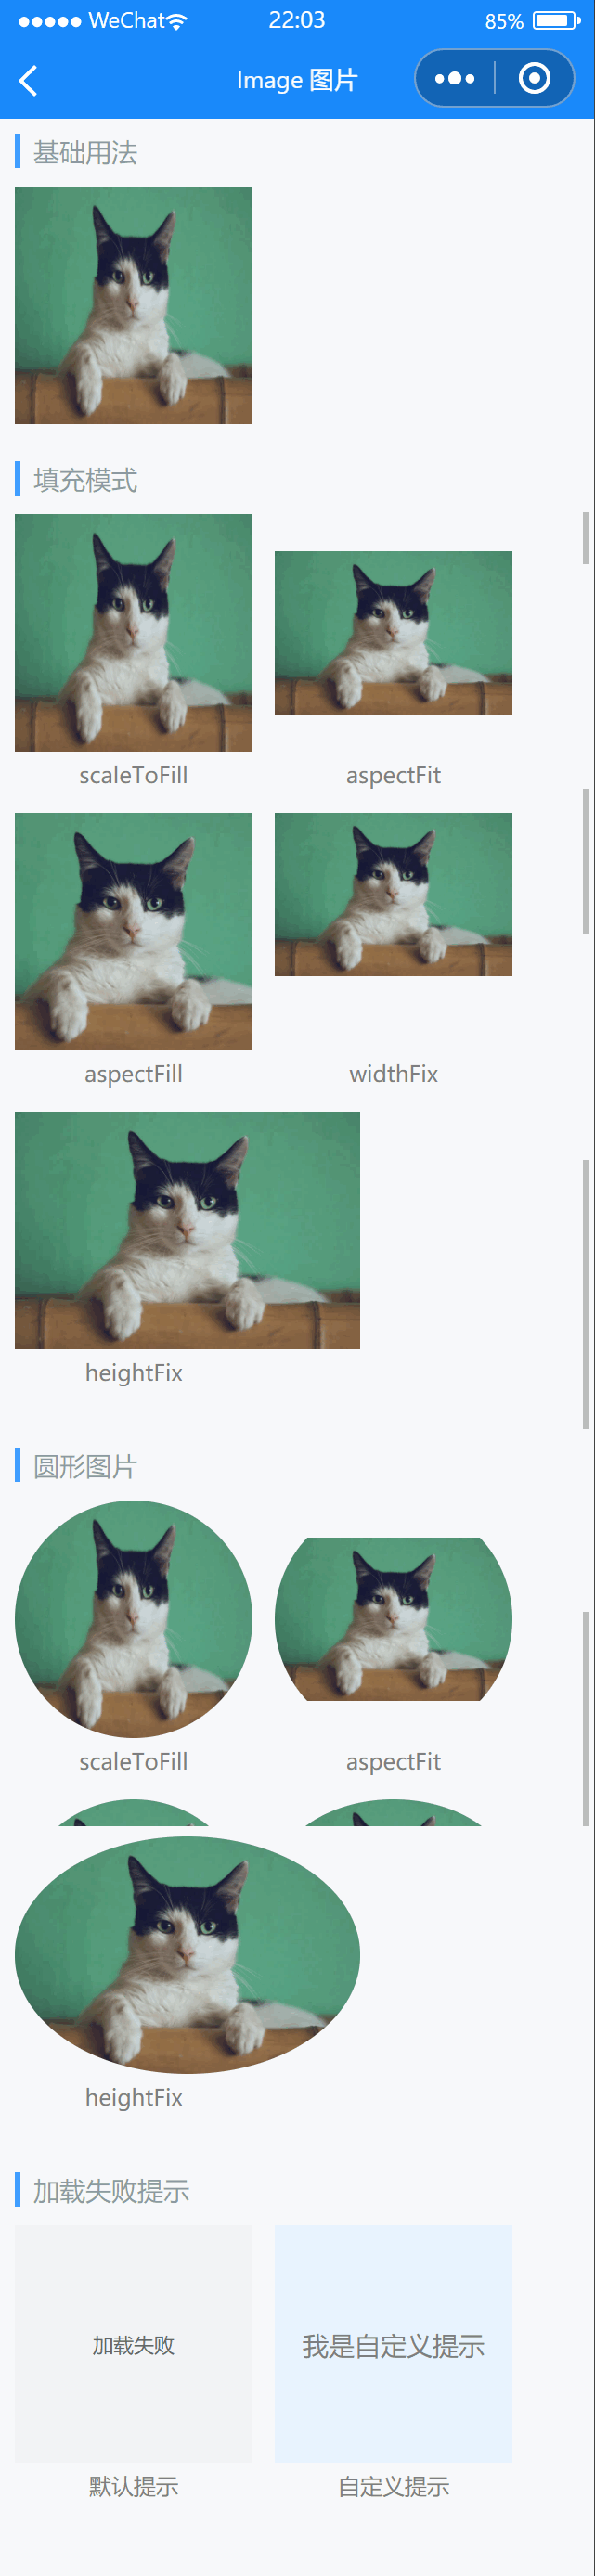 ●●●●● WeChat 22:03 85%
Image 图片
基础用法
填充模式
scaleToFill aspectFit
aspectFill widthFix
heightFix
圆形图片
scaleToFill aspectFit
heightFix
加载失败提示
加载失败 我是自定义提示
默认提示 自定义提示